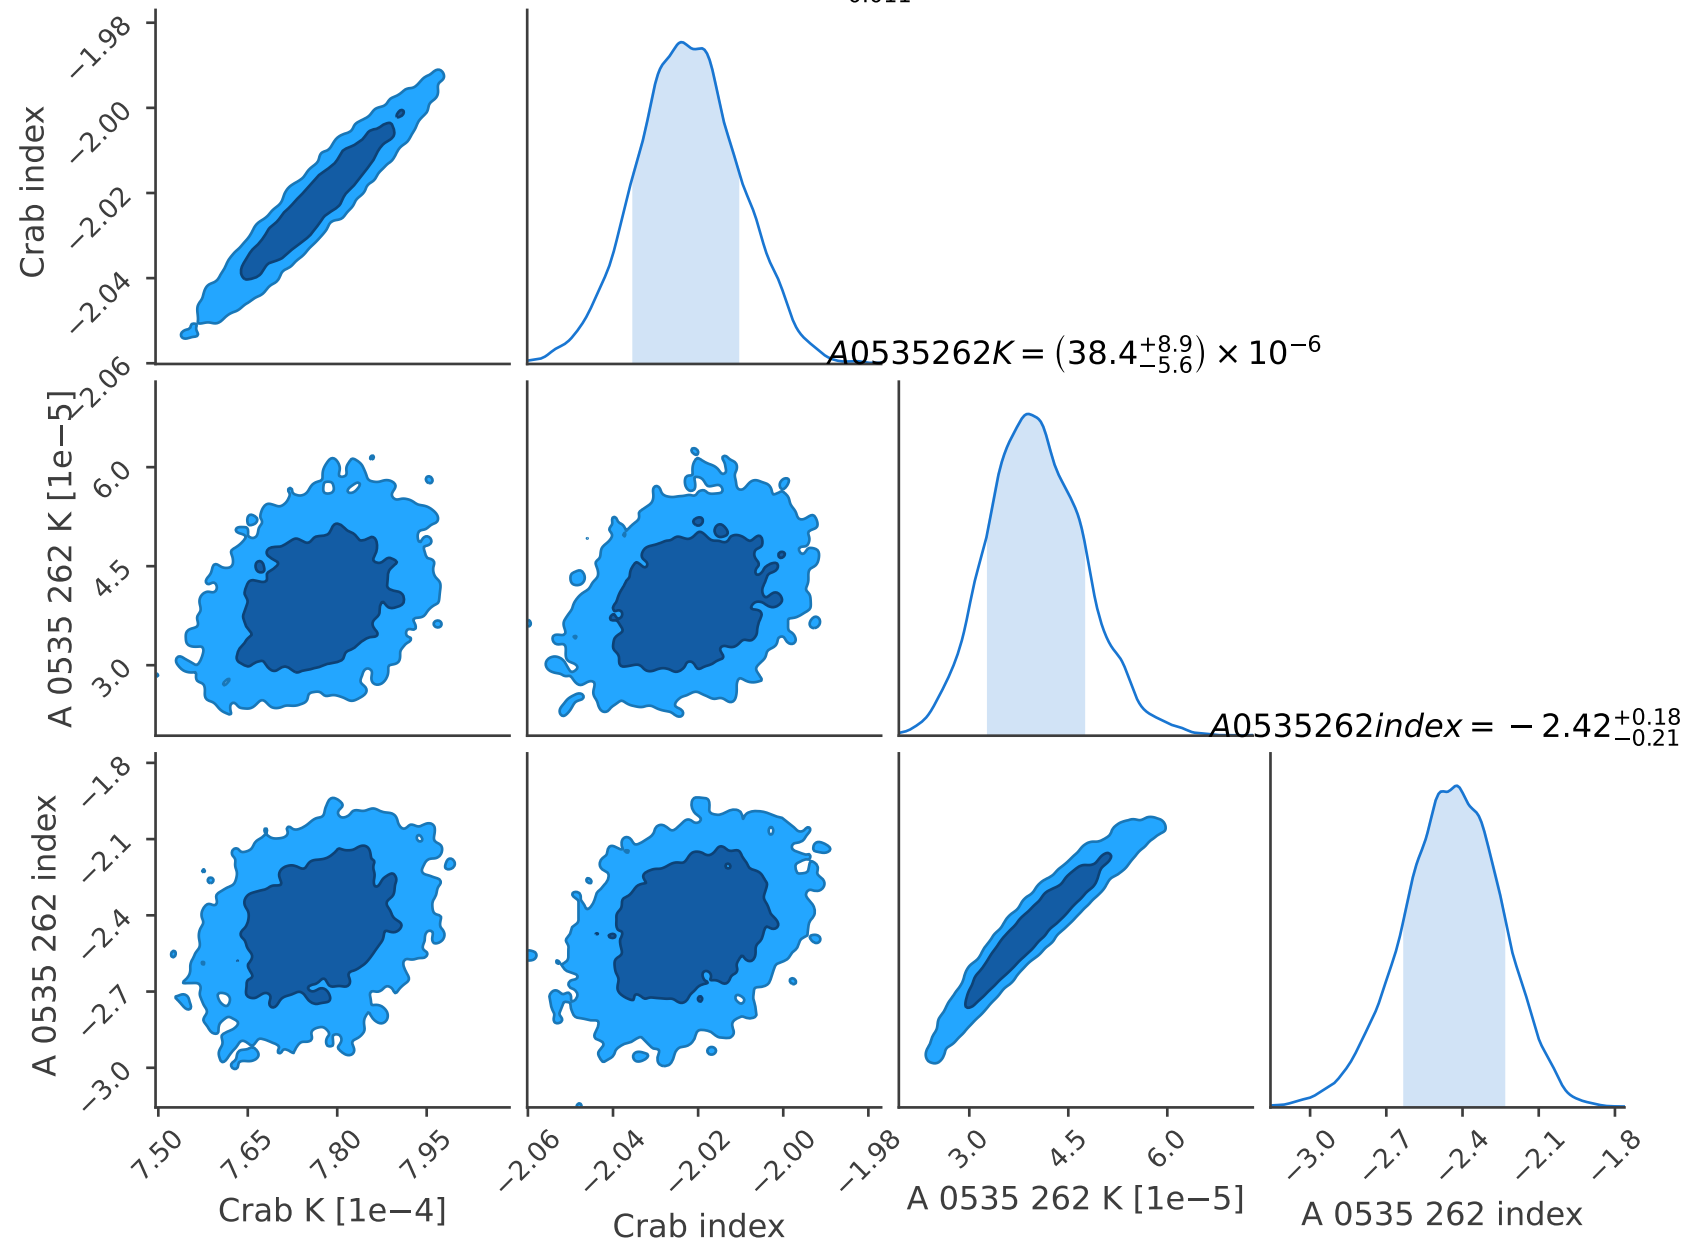 −1.98
−2.00
−2.02
−2.04
−2.06
Crab index
A0535262K = (38.4 +8.9 −5.6) × 10−6
6.0
4.5
3.0
A 0535 262 K [1e−5]
A0535262index = −2.42 +0.18 −0.21
−1.8
−2.1
−2.4
−2.7
−3.0
A 0535 262 index
7.50 7.65 7.80 7.95
Crab K [1e−4]
−2.06 −2.04 −2.02 −2.00 −1.98
Crab index
3.0 4.5 6.0
A 0535 262 K [1e−5]
−3.0 −2.7 −2.4 −2.1 −1.8
A 0535 262 index